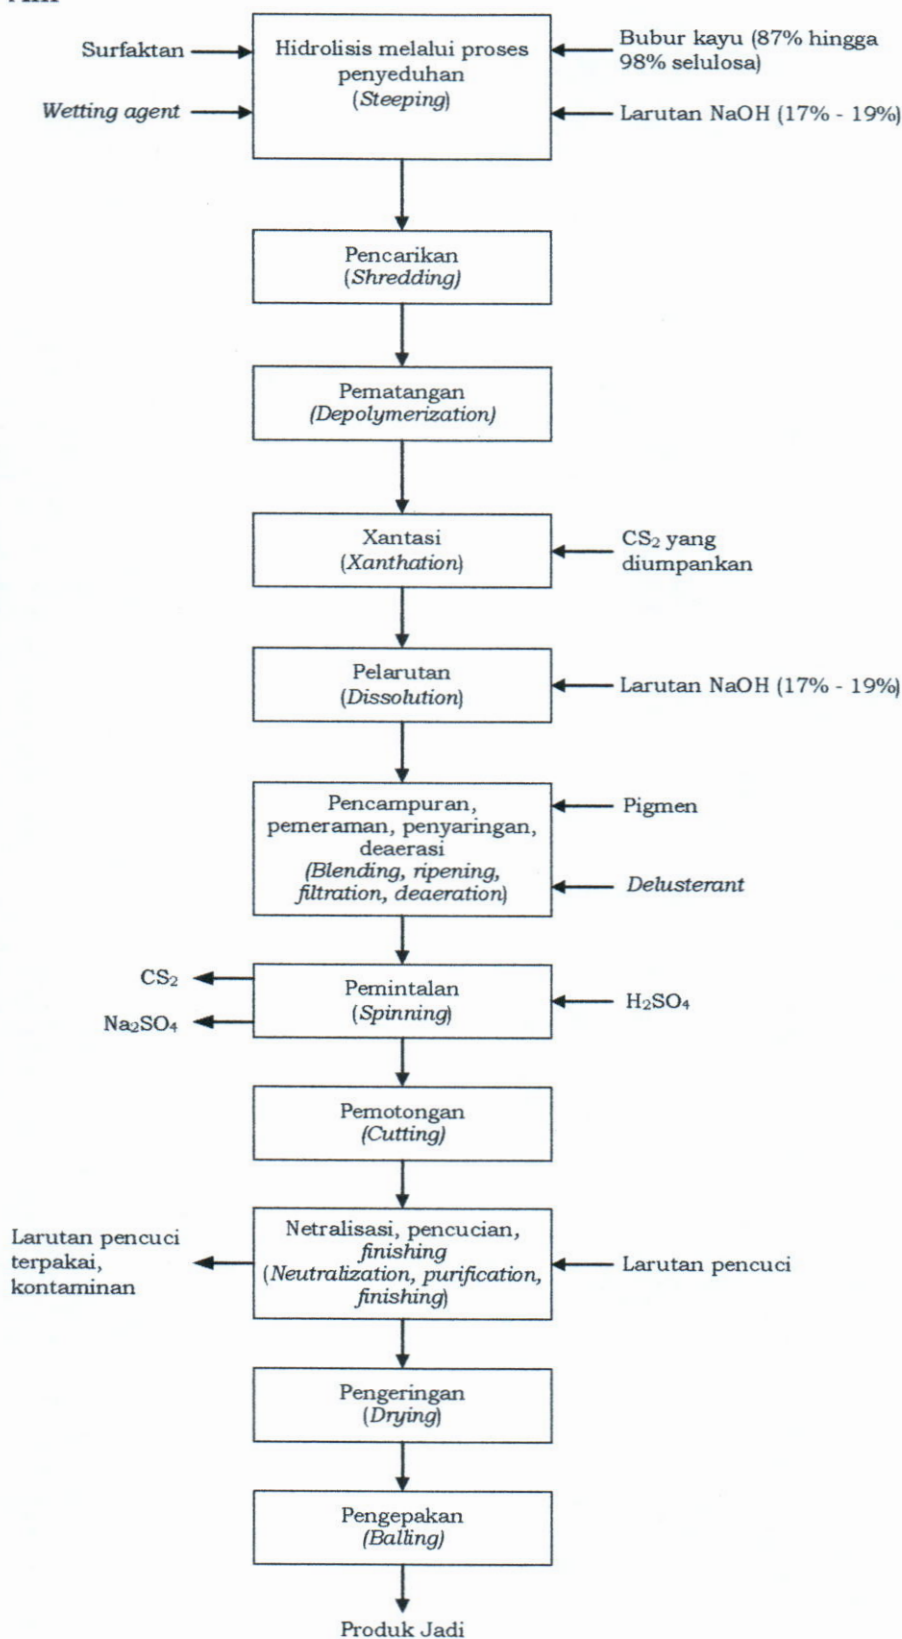 Surfaktan
Wetting agent
Hidrolisis melalui proses
penyeduhan
(Steeping)
Bubur kayu (87% hingga
98% selulosa)
Larutan NaOH (17% - 19%)
Pencarikan
(Shredding)
Pematangan
(Depolymerization)
Xantasi
(Xanthation)
CS₂ yang
diumpankan
Pelarutan
(Dissolution)
Larutan NaOH (17% - 19%)
Pencampuran,
pemeraman, penyaringan,
deaerasi
(Blending, ripening,
filtration, deaeration)
Pigmen
Delusterant
CS₂
Na₂SO₄
Pemintalan
(Spinning)
H₂SO₄
Pemotongan
(Cutting)
Larutan pencuci
terpakai,
kontaminan
Netralisasi, pencucian,
finishing
(Neutralization, purification,
finishing)
Larutan pencuci
Pengeringan
(Drying)
Pengepakan
(Balling)
Produk Jadi